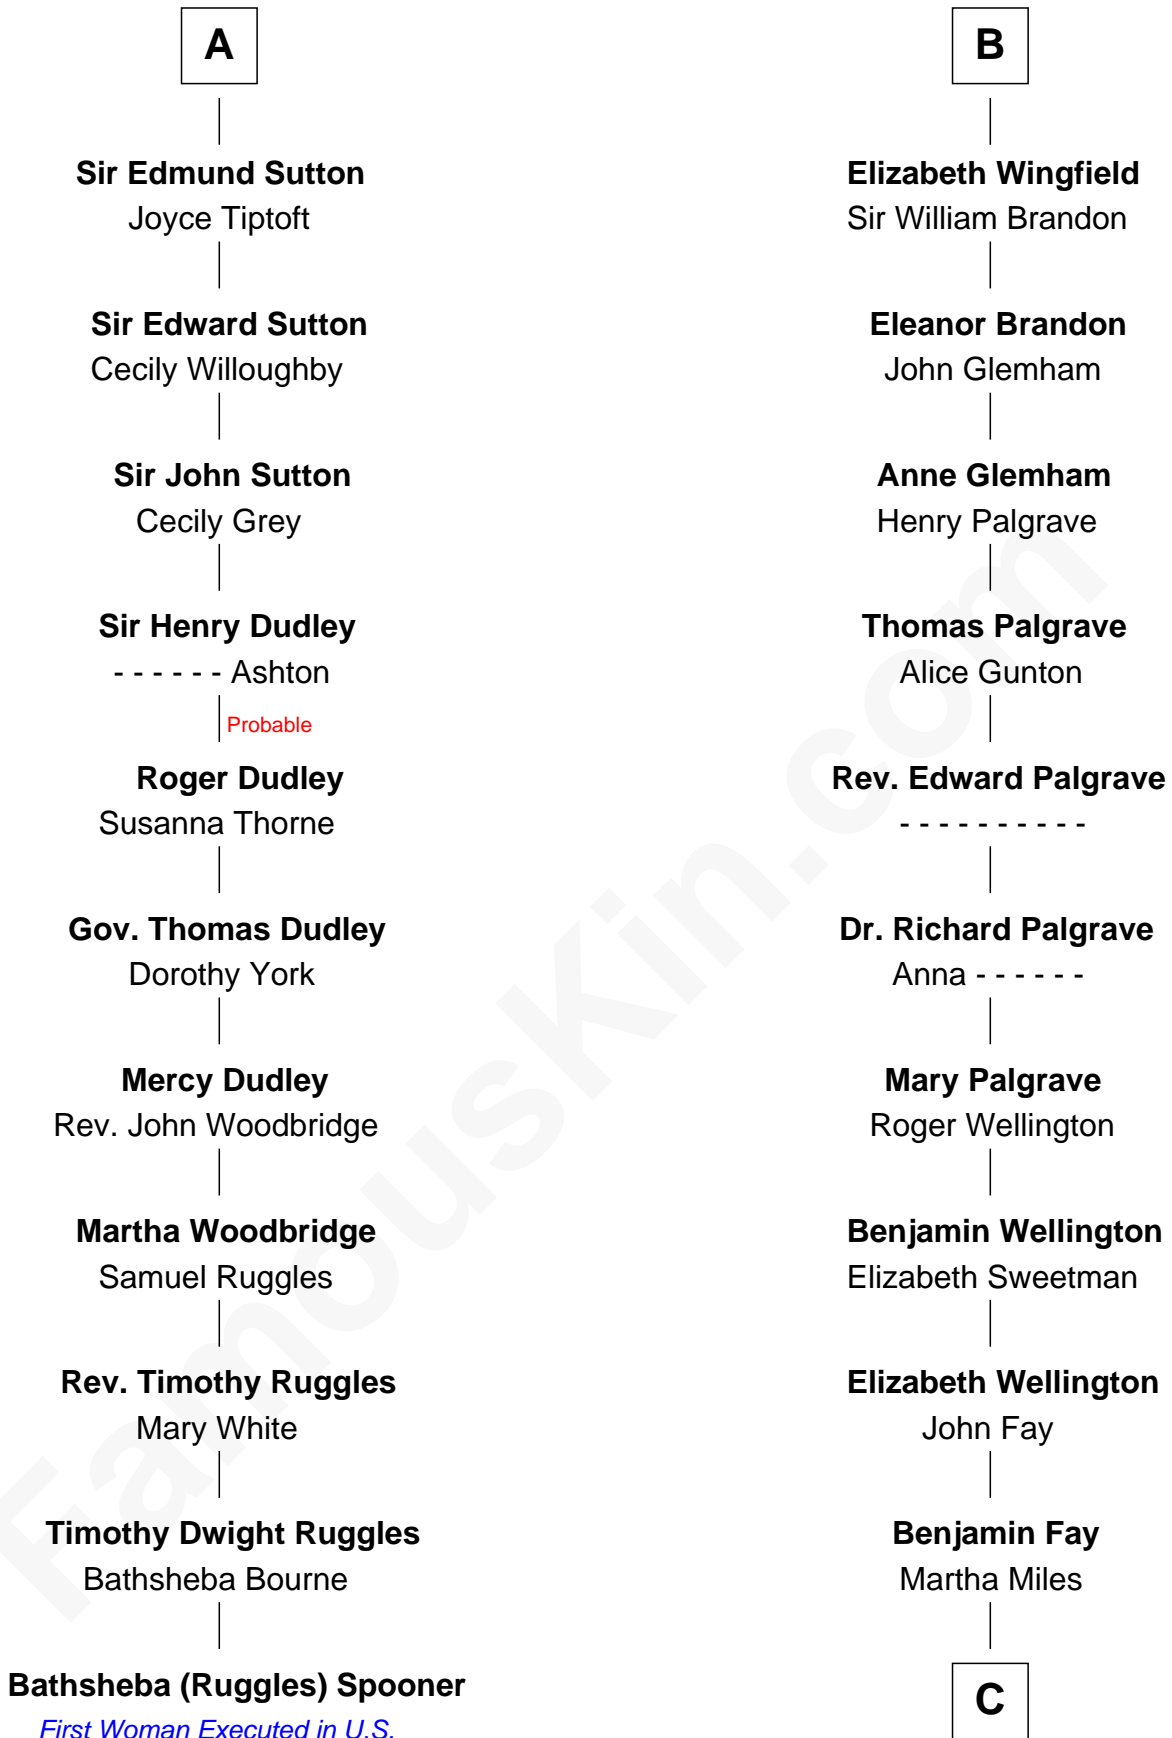 A
Sir Edmund Sutton
Joyce Tiptoft
Sir Edward Sutton
Cecily Willoughby
Sir John Sutton
Cecily Grey
Sir Henry Dudley
- - - - - - Ashton
Probable
Roger Dudley
Susanna Thorne
Gov. Thomas Dudley
Dorothy York
Mercy Dudley
Rev. John Woodbridge
Martha Woodbridge
Samuel Ruggles
Rev. Timothy Ruggles
Mary White
Timothy Dwight Ruggles
Bathsheba Bourne
Bathsheba (Ruggles) Spooner
First Woman Executed in U.S.
B
Elizabeth Wingfield
Sir William Brandon
Eleanor Brandon
John Glemham
Anne Glemham
Henry Palgrave
Thomas Palgrave
Alice Gunton
Rev. Edward Palgrave
- - - - - - - - - -
Dr. Richard Palgrave
Anna - - - - - -
Mary Palgrave
Roger Wellington
Benjamin Wellington
Elizabeth Sweetman
Elizabeth Wellington
John Fay
Benjamin Fay
Martha Miles
C
FamousKin.com